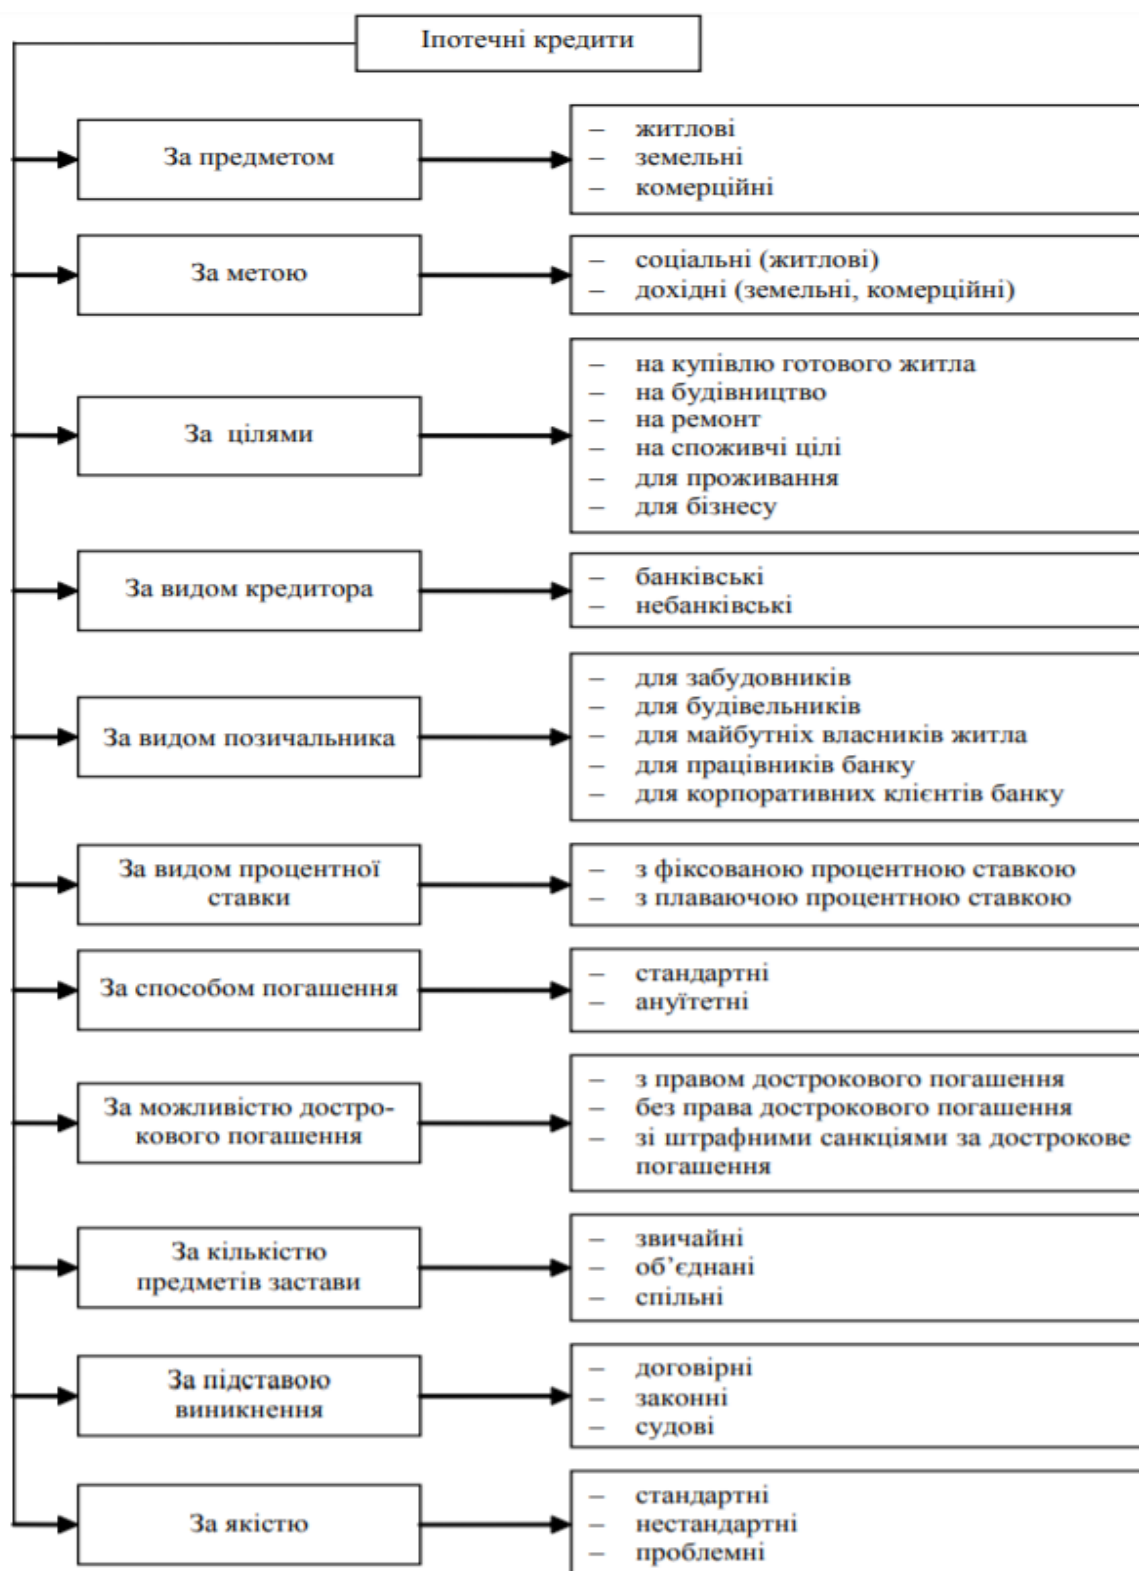 Іпотечні кредити
За предметом
– житлові
– земельні
– комерційні
За метою
– соціальні (житлові)
– дохідні (земельні, комерційні)
За цілями
– на купівлю готового житла
– на будівництво
– на ремонт
– на споживчі цілі
– для проживання
– для бізнесу
За видом кредитора
– банківські
– небанківські
За видом позичальника
– для забудовників
– для будівельників
– для майбутніх власників житла
– для працівників банку
– для корпоративних клієнтів банку
За видом процентної
ставки
– з фіксованою процентною ставкою
– з плаваючою процентною ставкою
За способом погашення
– стандартні
– ануїтетні
За можливістю достро-
кового погашення
– з правом дострокового погашення
– без права дострокового погашення
– зі штрафними санкціями за дострокове
погашення
За кількістю
предметів застави
– звичайні
– об’єднані
– спільні
За підставою
виникнення
– договірні
– законні
– судові
За якістю
– стандартні
– нестандартні
– проблемні